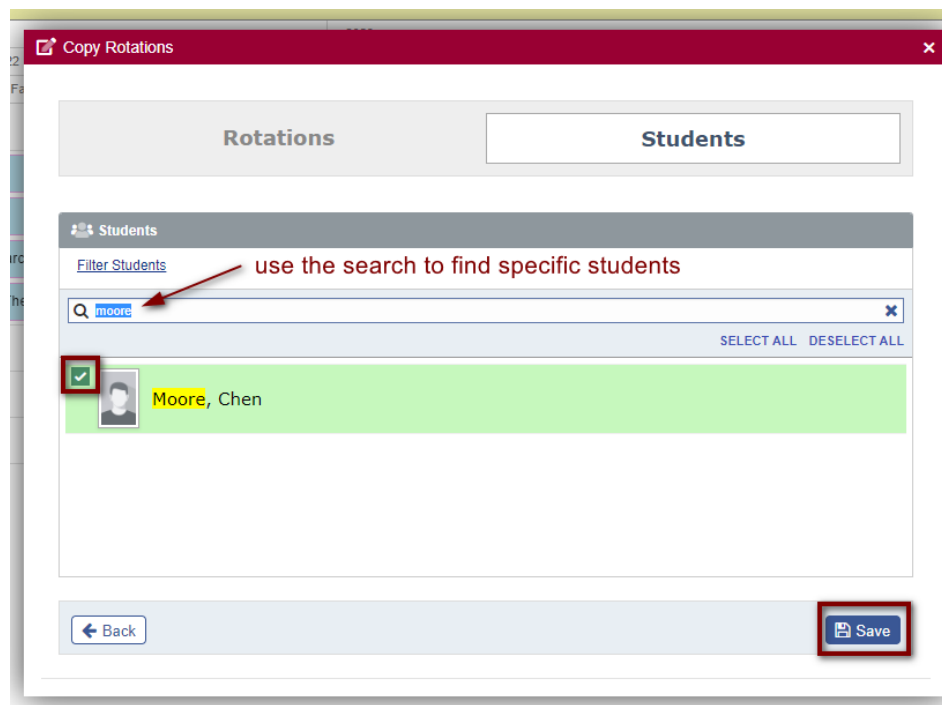 Copy Rotations
Rotations Students
Students
Filter Students
use the search to find specific students
moore
SELECT ALL DESELECT ALL
Moore, Chen
Back
Save